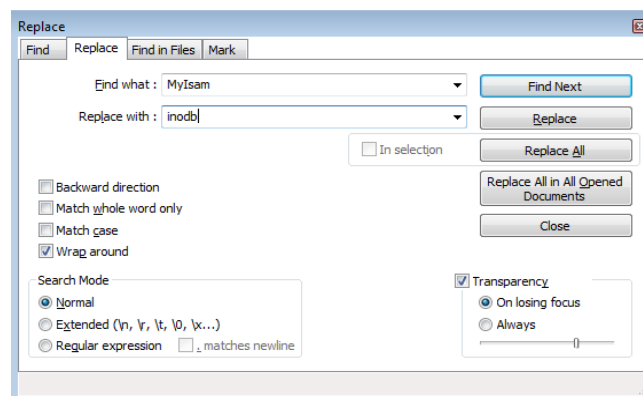 Replace
Find Replace Find in Files Mark
Find what : MyIsam Find Next
Replace with : inodb Replace
In selection Replace All
Backward direction Replace All in All Opened
Documents
Match whole word only
Match case Close
Wrap around
Search Mode Transparency
Normal On losing focus
Extended (\n, \r, \t, \0, \x...) Always
Regular expression . matches newline